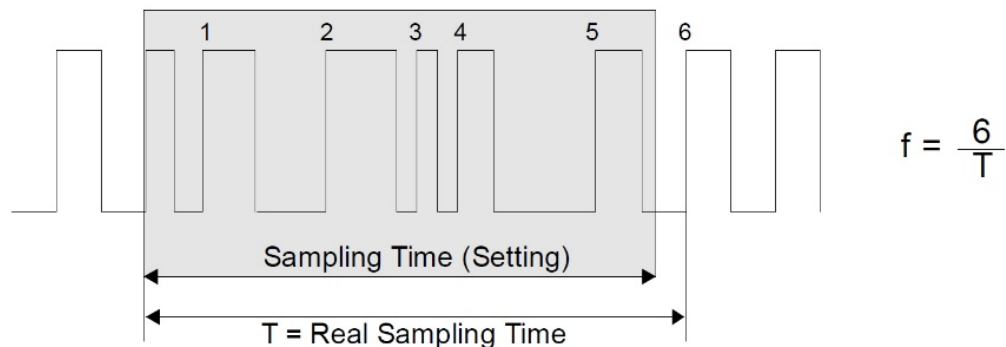 1 2 3 4 5 6
f = 6/T
Sampling Time (Setting)
T = Real Sampling Time